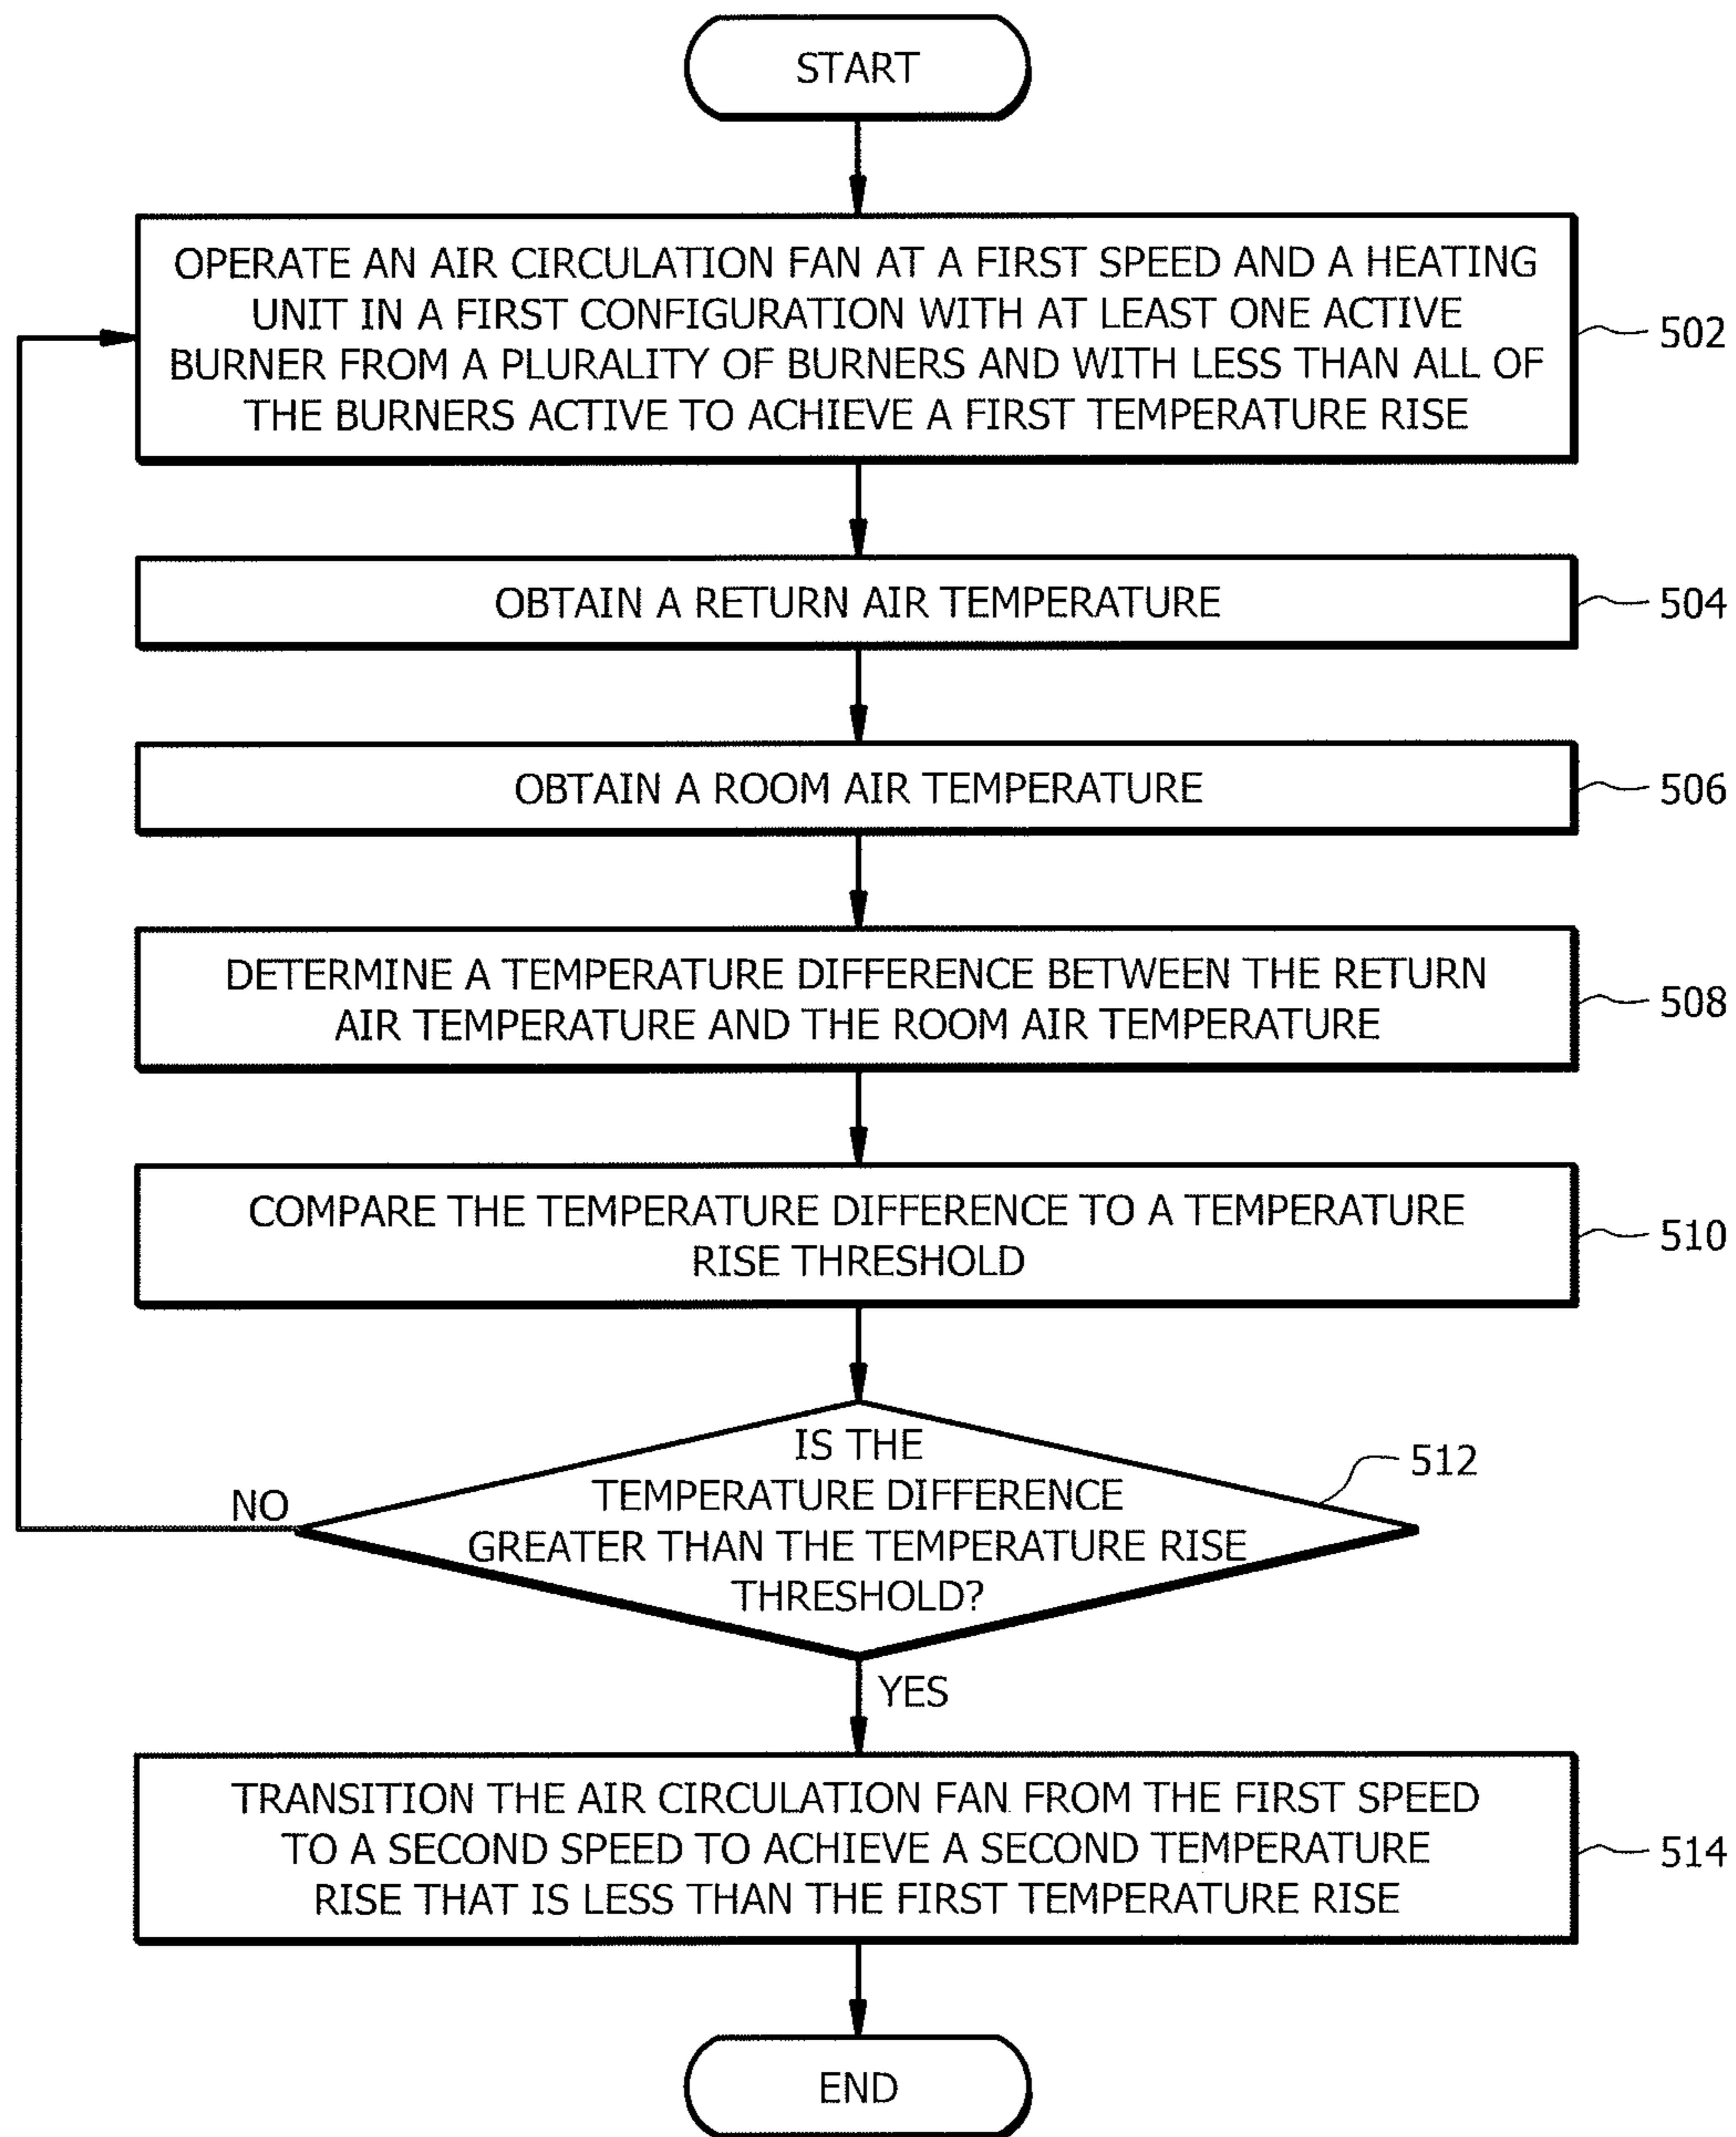 START
OPERATE AN AIR CIRCULATION FAN AT A FIRST SPEED AND A HEATING
UNIT IN A FIRST CONFIGURATION WITH AT LEAST ONE ACTIVE
BURNER FROM A PLURALITY OF BURNERS AND WITH LESS THAN ALL OF
THE BURNERS ACTIVE TO ACHIEVE A FIRST TEMPERATURE RISE
502
OBTAIN A RETURN AIR TEMPERATURE
504
OBTAIN A ROOM AIR TEMPERATURE
506
DETERMINE A TEMPERATURE DIFFERENCE BETWEEN THE RETURN
AIR TEMPERATURE AND THE ROOM AIR TEMPERATURE
508
COMPARE THE TEMPERATURE DIFFERENCE TO A TEMPERATURE
RISE THRESHOLD
510
IS THE
TEMPERATURE DIFFERENCE
GREATER THAN THE TEMPERATURE RISE
THRESHOLD?
512
NO
YES
TRANSITION THE AIR CIRCULATION FAN FROM THE FIRST SPEED
TO A SECOND SPEED TO ACHIEVE A SECOND TEMPERATURE
RISE THAT IS LESS THAN THE FIRST TEMPERATURE RISE
514
END